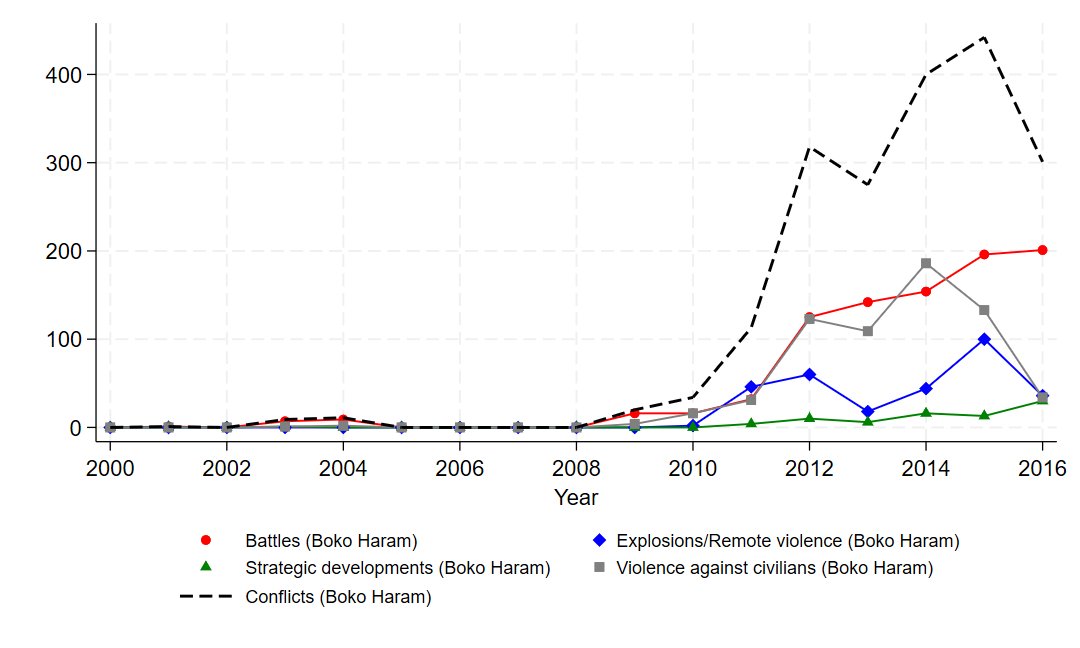 400
300
200
100
0
2000 2002 2004 2006 2008 2010 2012 2014 2016
Year
Battles (Boko Haram) Explosions/Remote violence (Boko Haram)
Strategic developments (Boko Haram) Violence against civilians (Boko Haram)
Conflicts (Boko Haram)